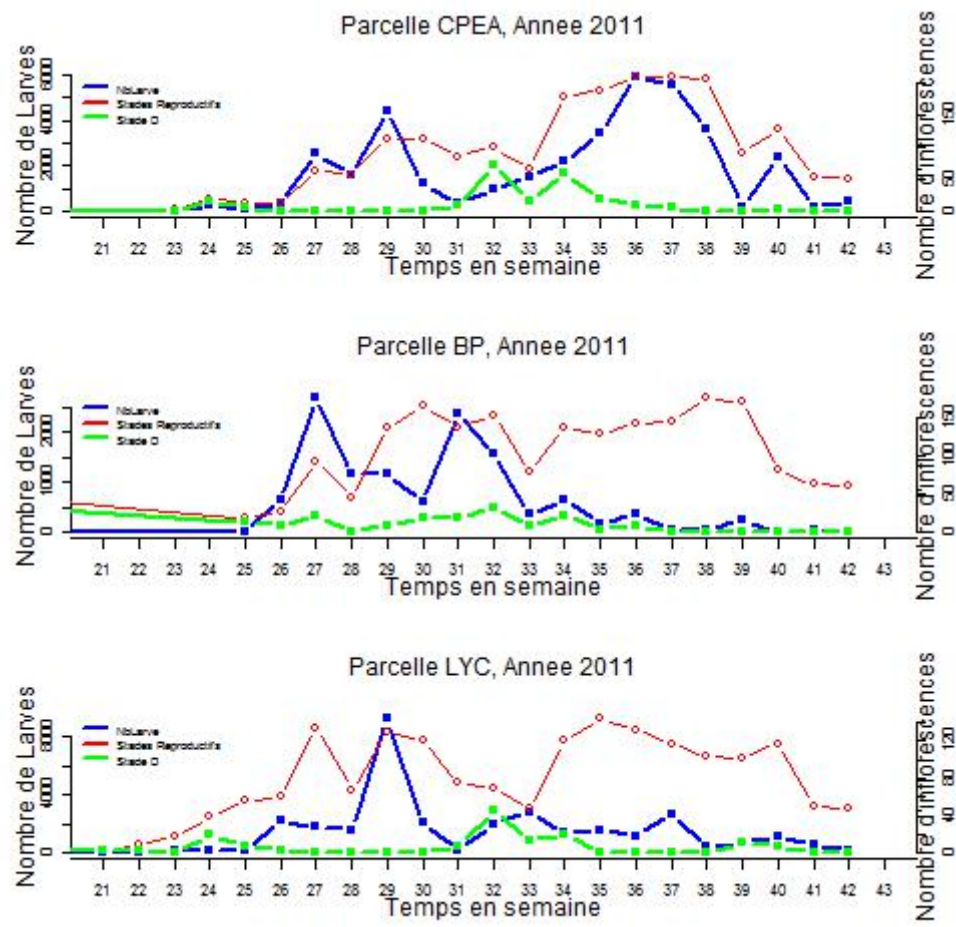 Parcelle CPEA, Annee 2011
Nombre de Larves
0 2000 4000 6000
NbLarve
Stades Reproductifs
Stade D
0 50 150
Nombre d'inflorescences
21 22 23 24 25 26 27 28 29 30 31 32 33 34 35 36 37 38 39 40 41 42 43
Temps en semaine
Parcelle BP, Annee 2011
Nombre de Larves
0 1000 2000
NbLarve
Stades Reproductifs
Stade D
0 50 100 150
Nombre d'inflorescences
21 22 23 24 25 26 27 28 29 30 31 32 33 34 35 36 37 38 39 40 41 42 43
Temps en semaine
Parcelle LYC, Annee 2011
Nombre de Larves
0 4000 8000
NbLarve
Stades Reproductifs
Stade D
0 40 80 120
Nombre d'inflorescences
21 22 23 24 25 26 27 28 29 30 31 32 33 34 35 36 37 38 39 40 41 42 43
Temps en semaine